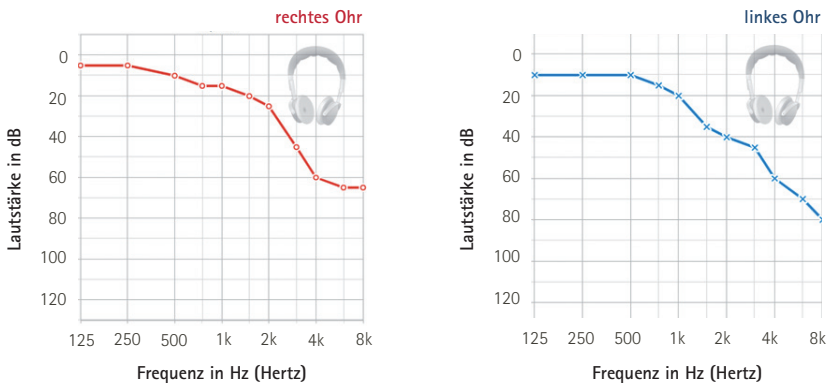 rechtes Ohr
0
20
40
60
80
100
120
Lautstärke in dB
125 250 500 1k 2k 4k 8k
Frequenz in Hz (Hertz)
linkes Ohr
0
20
40
60
80
100
120
Lautstärke in dB
125 250 500 1k 2k 4k 8k
Frequenz in Hz (Hertz)